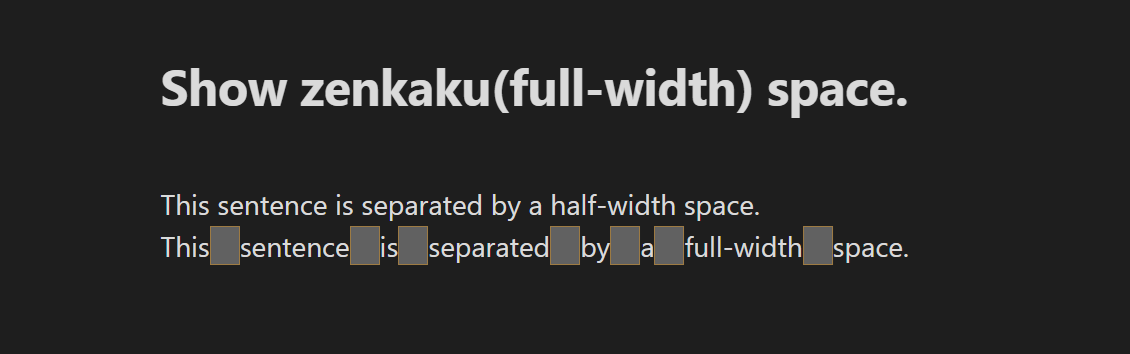 Show zenkaku(full-width) space.
This sentence is separated by a half-width space.
This　sentence　is　separated　by　a　full-width　space.